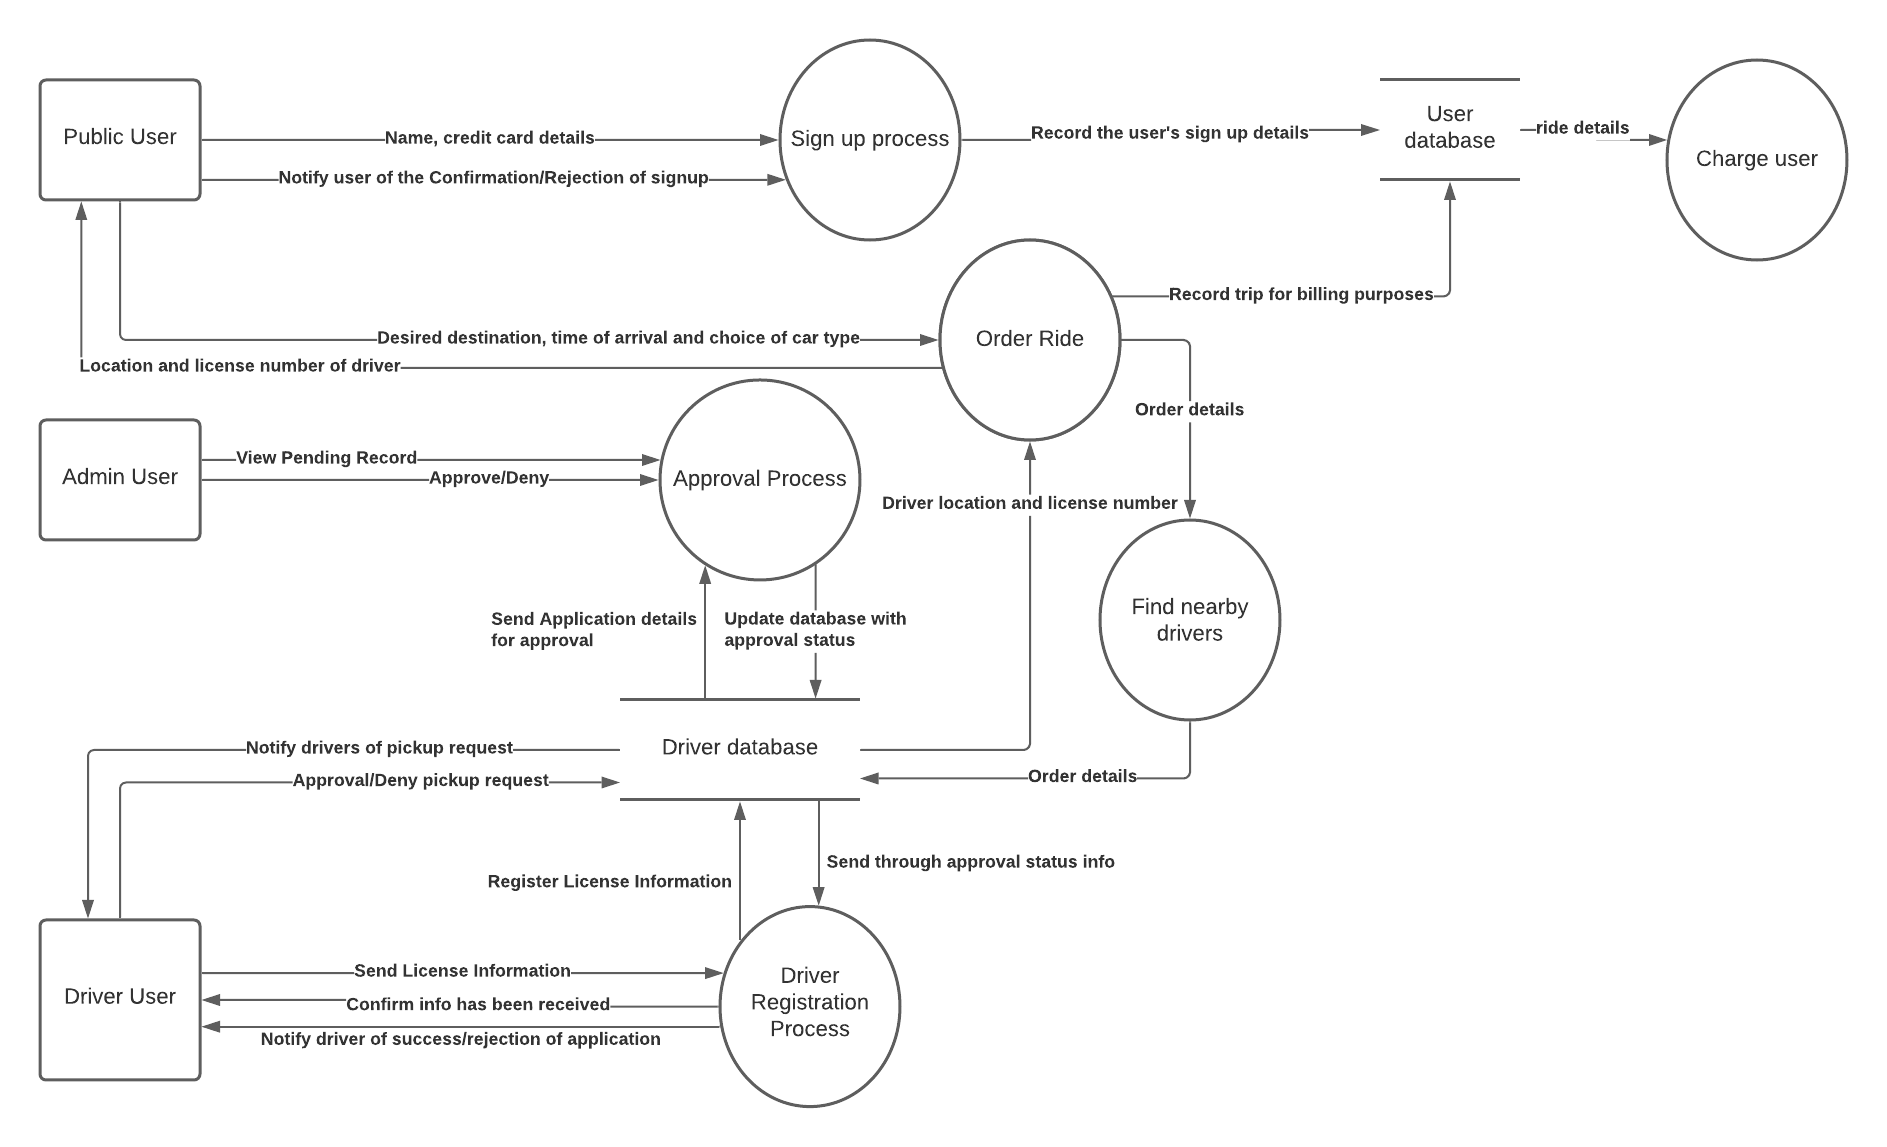 Public User
Name, credit card details
Sign up process
Record the user's sign up details
User
database
ride details
Charge user
Notify user of the Confirmation/Rejection of signup
Record trip for billing purposes
Desired destination, time of arrival and choice of car type
Order Ride
Location and license number of driver
Order details
Admin User
View Pending Record
Approve/Deny
Approval Process
Driver location and license number
Find nearby
drivers
Send Application details
for approval
Update database with
approval status
Notify drivers of pickup request
Driver database
Approval/Deny pickup request
Order details
Send through approval status info
Register License Information
Driver User
Send License Information
Confirm info has been received
Notify driver of success/rejection of application
Driver
Registration
Process